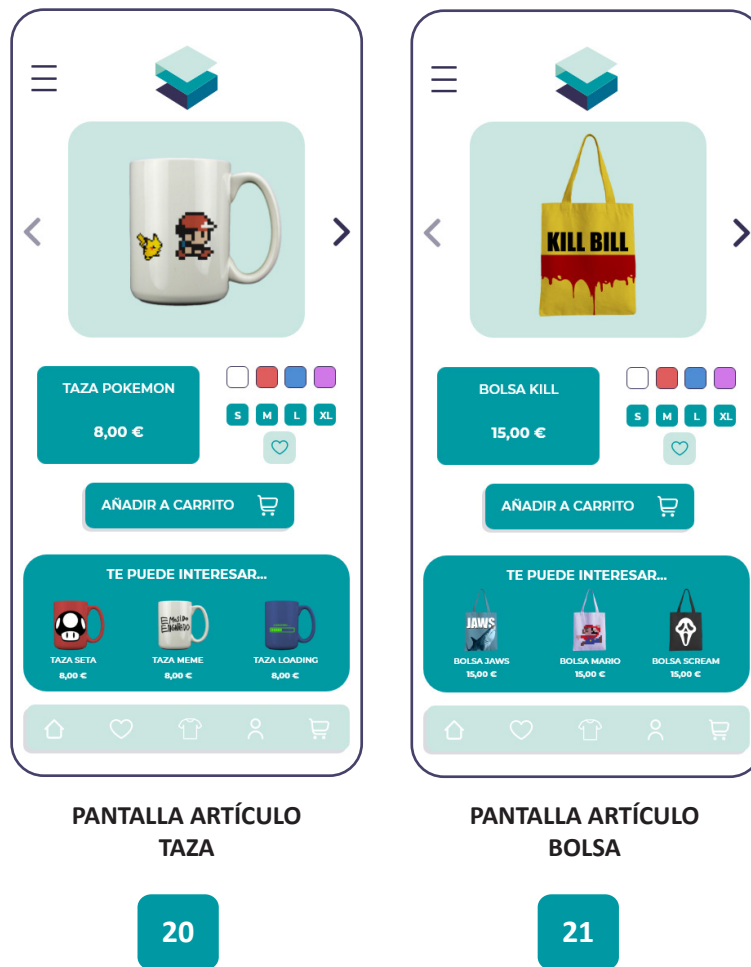 TAZA POKEMON
8,00 €
S M L XL
AÑADIR A CARRITO
TE PUEDE INTERESAR...
EMOSIDO
ENGAÑADO
TAZA SETA
8,00 €
TAZA MEME
8,00 €
TAZA LOADING
8,00 €
PANTALLA ARTÍCULO
TAZA
20
KILL BILL
BOLSA KILL
15,00 €
S M L XL
AÑADIR A CARRITO
TE PUEDE INTERESAR...
JAWS
BOLSA JAWS
15,00 €
BOLSA MARIO
15,00 €
BOLSA SCREAM
15,00 €
PANTALLA ARTÍCULO
BOLSA
21